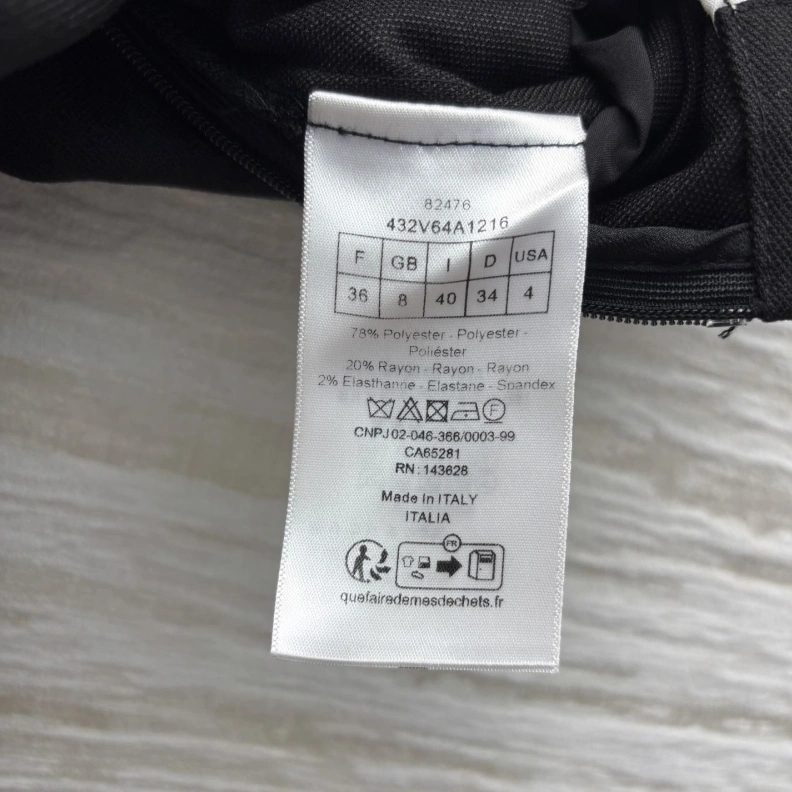 82476
432V64A1216
F GB I D USA
36 8 40 34 4
78% Polyester - Polyester -
Poliéster
20% Rayon - Rayon - Rayon
2% Elasthanne - Elastane - Spandex
F
CNPJ 02-046-366/0003-99
CA65281
RN: 143628
Made in ITALY
ITALIA
FR
quefairedemesdechets.fr